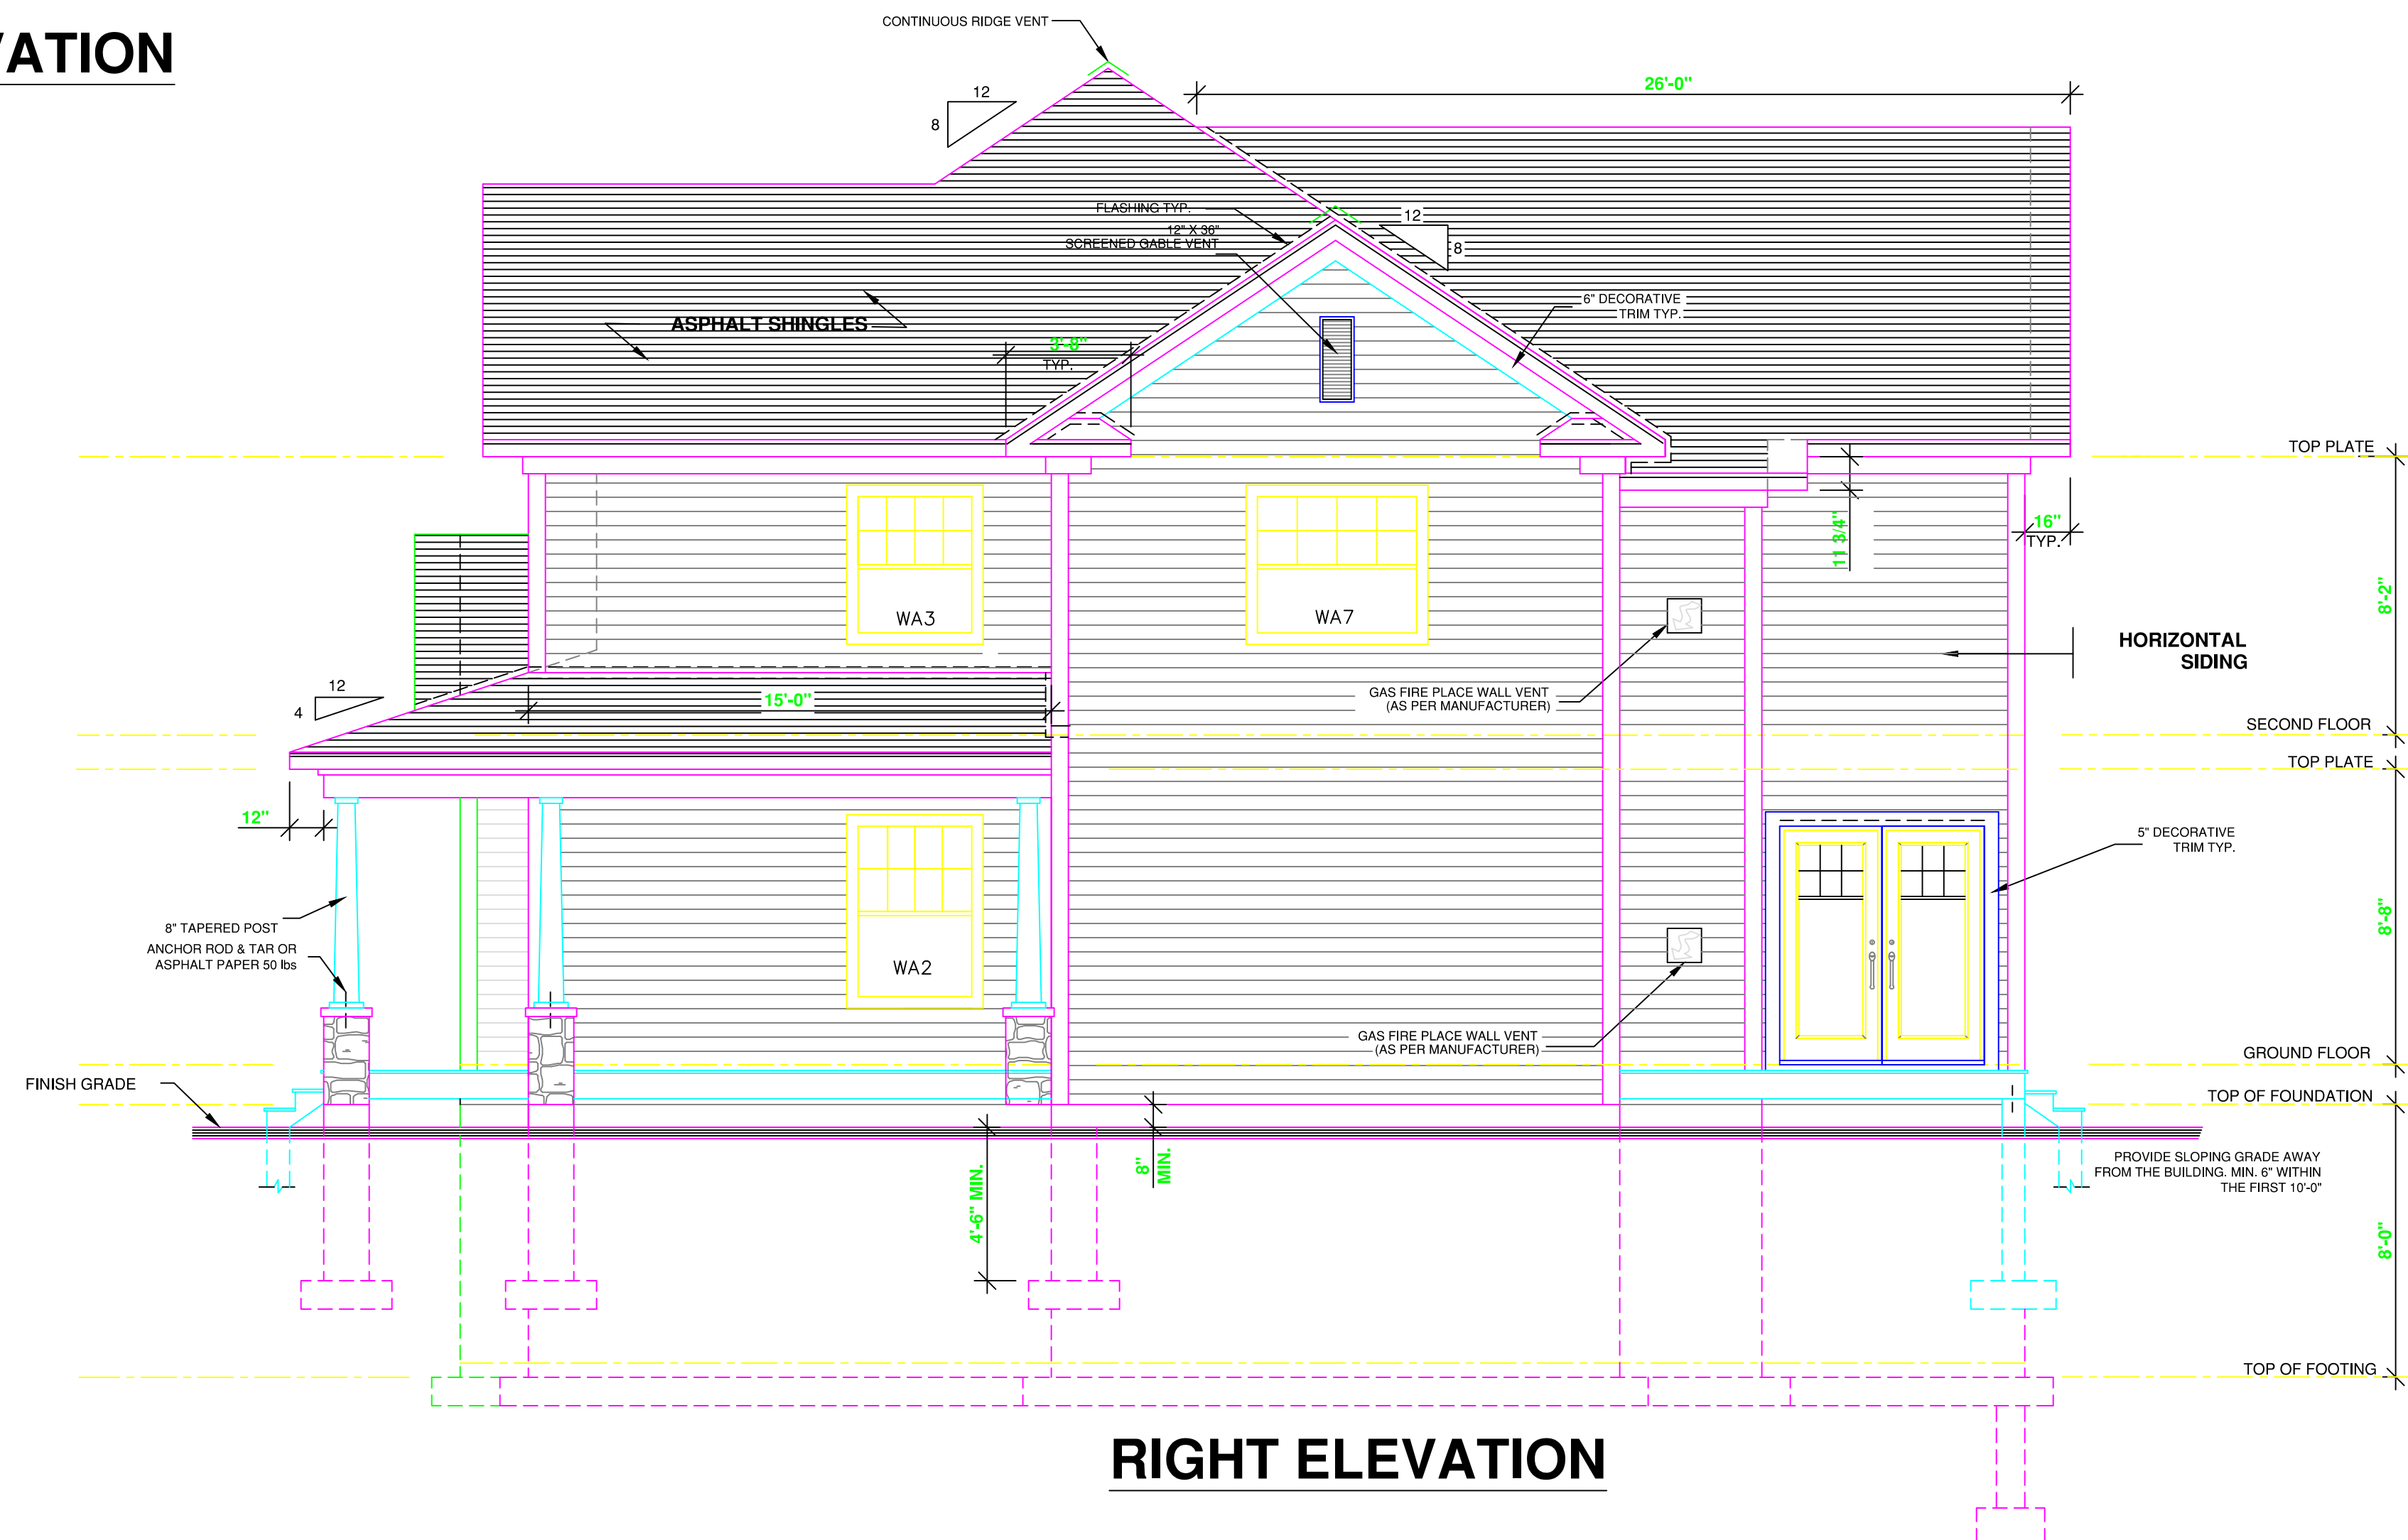 VATION
CONTINUOUS RIDGE VENT
12
8
26'-0"
FLASHING TYP.
12" X 36"
SCREENED GABLE VENT
12
8
6" DECORATIVE
TRIM TYP.
ASPHALT SHINGLES
3'-8"
TYP.
TOP PLATE
16"
TYP.
11 3/4"
8'-2"
WA3
WA7
HORIZONTAL
SIDING
12
4
15'-0"
GAS FIRE PLACE WALL VENT
(AS PER MANUFACTURER)
SECOND FLOOR
TOP PLATE
12"
5" DECORATIVE
TRIM TYP.
8'-8"
8" TAPERED POST
ANCHOR ROD & TAR OR
ASPHALT PAPER 50 lbs
WA2
GAS FIRE PLACE WALL VENT
(AS PER MANUFACTURER)
GROUND FLOOR
FINISH GRADE
TOP OF FOUNDATION
8"
MIN.
4'-6" MIN.
PROVIDE SLOPING GRADE AWAY
FROM THE BUILDING. MIN. 6" WITHIN
THE FIRST 10'-0"
8'-0"
TOP OF FOOTING
RIGHT ELEVATION